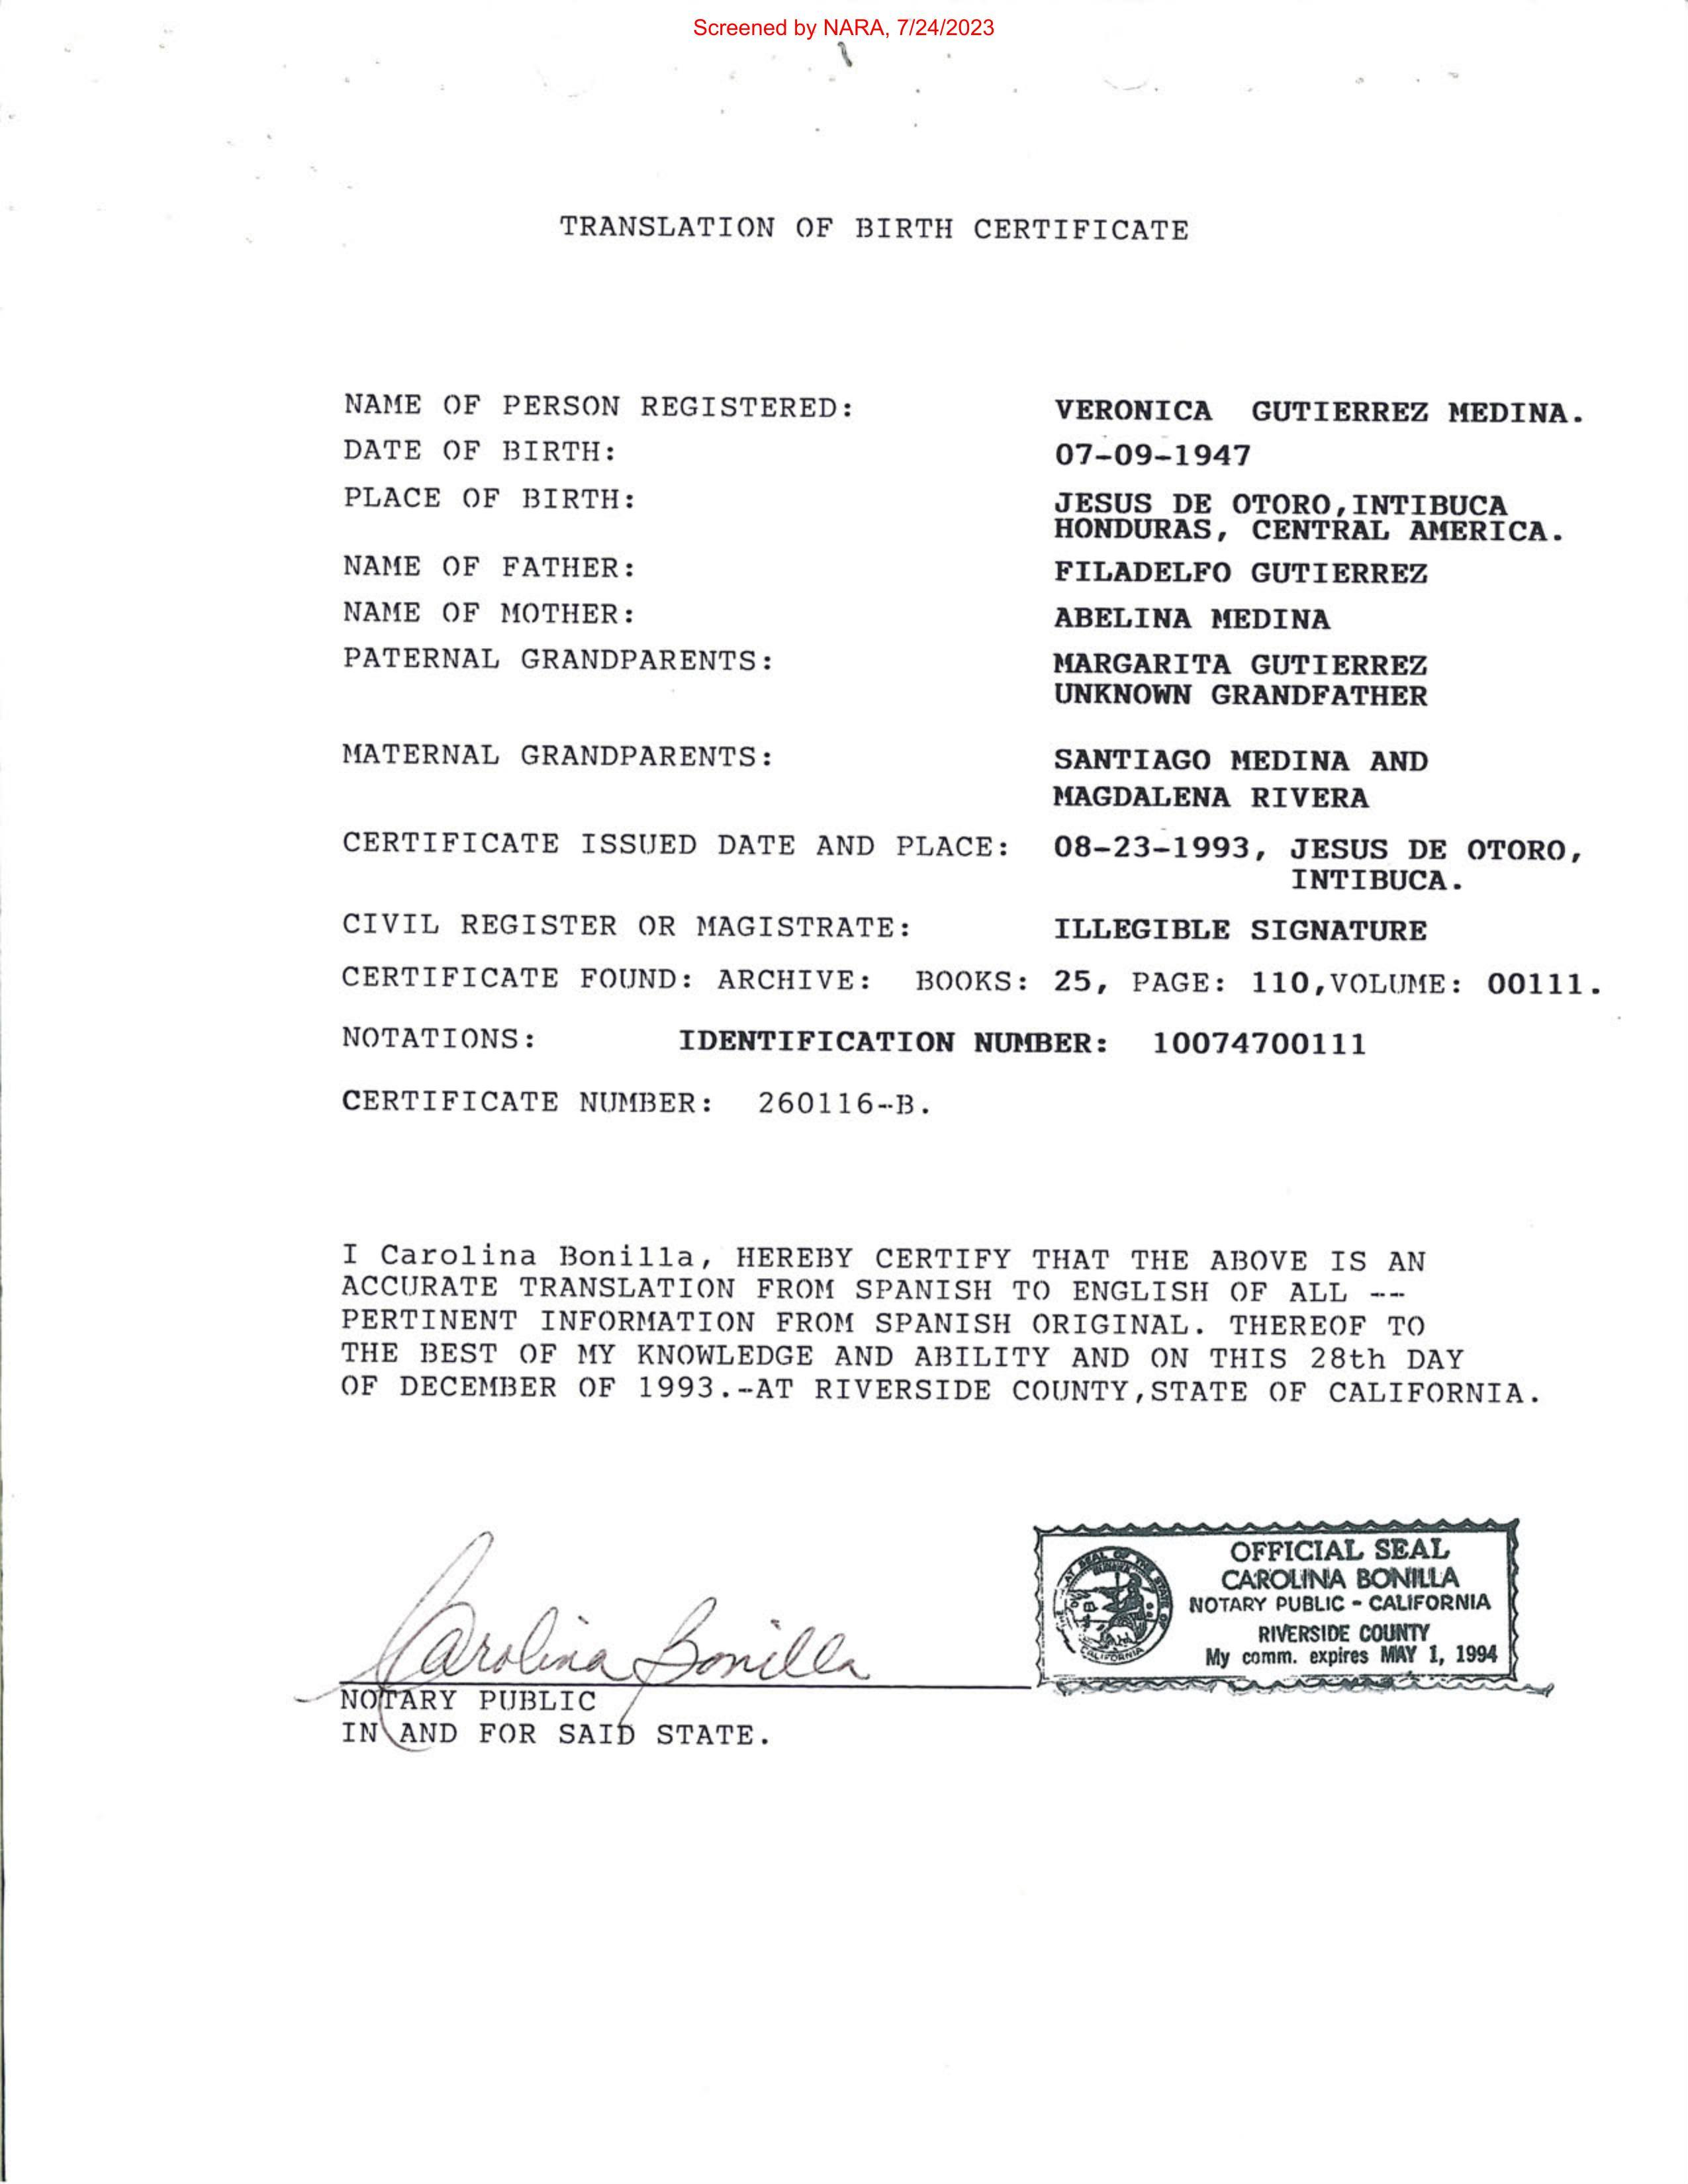 Screened by NARA, 7/24/2023
TRANSLATION OF BIRTH CERTIFICATE
NAME OF PERSON REGISTERED: VERONICA GUTIERREZ MEDINA.
DATE OF BIRTH: 07-09-1947
PLACE OF BIRTH: JESUS DE OTORO,INTIBUCA
HONDURAS, CENTRAL AMERICA.
NAME OF FATHER: FILADELFO GUTIERREZ
NAME OF MOTHER: ABELINA MEDINA
PATERNAL GRANDPARENTS: MARGARITA GUTIERREZ
UNKNOWN GRANDFATHER
MATERNAL GRANDPARENTS: SANTIAGO MEDINA AND
MAGDALENA RIVERA
CERTIFICATE ISSUED DATE AND PLACE: 08-23-1993, JESUS DE OTORO,
INTIBUCA.
CIVIL REGISTER OR MAGISTRATE: ILLEGIBLE SIGNATURE
CERTIFICATE FOUND: ARCHIVE: BOOKS: 25, PAGE: 110,VOLUME: 00111.
NOTATIONS: IDENTIFICATION NUMBER: 10074700111
CERTIFICATE NUMBER: 260116-B.
I Carolina Bonilla, HEREBY CERTIFY THAT THE ABOVE IS AN
ACCURATE TRANSLATION FROM SPANISH TO ENGLISH OF ALL --
PERTINENT INFORMATION FROM SPANISH ORIGINAL. THEREOF TO
THE BEST OF MY KNOWLEDGE AND ABILITY AND ON THIS 28th DAY
OF DECEMBER OF 1993.-AT RIVERSIDE COUNTY,STATE OF CALIFORNIA.
Carolina Bonilla
NOTARY PUBLIC
IN AND FOR SAID STATE.
OFFICIAL SEAL
CAROLINA BONILLA
NOTARY PUBLIC - CALIFORNIA
RIVERSIDE COUNTY
My comm. expires MAY 1, 1994